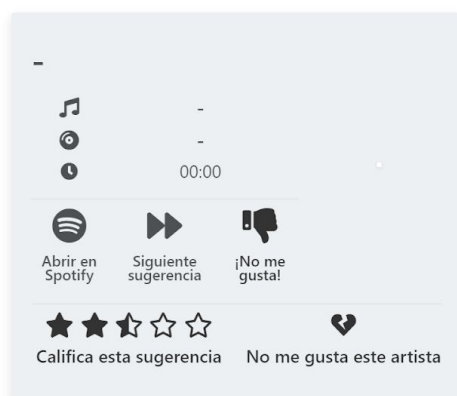 -
-
-
00:00
Abrir en
Spotify
Siguiente
sugerencia
¡No me
gusta!
Califica esta sugerencia
No me gusta este artista